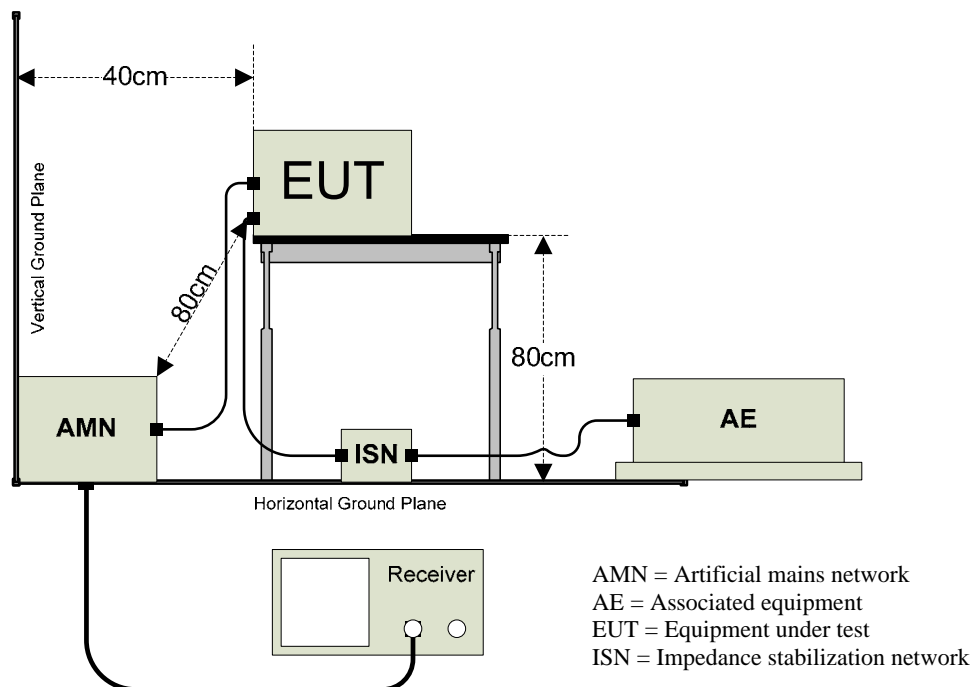 40cm
Vertical Ground Plane
EUT
80cm
80cm
AMN
ISN
AE
Horizontal Ground Plane
Receiver
AMN = Artificial mains network
AE = Associated equipment
EUT = Equipment under test
ISN = Impedance stabilization network